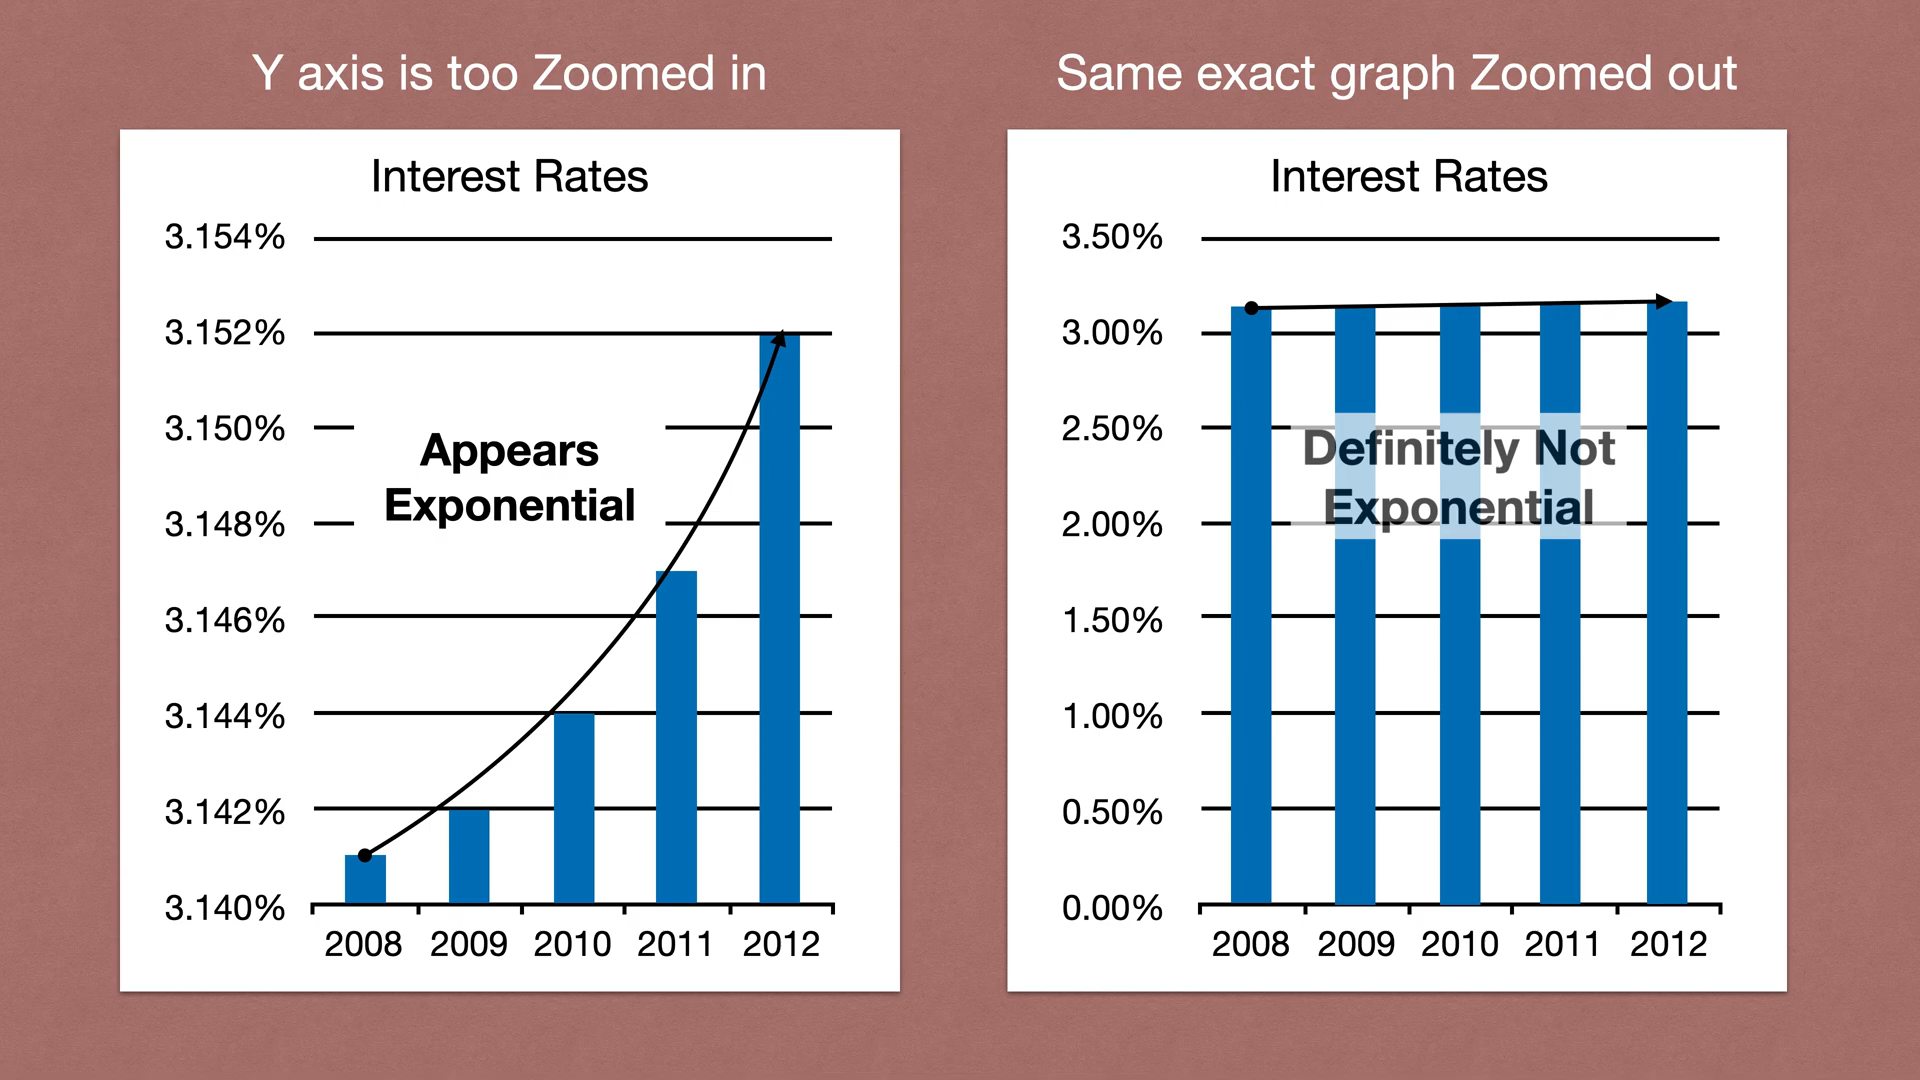 Y axis is too Zoomed in
Interest Rates
3.154%
3.152%
3.150%
3.148%
3.146%
3.144%
3.142%
3.140%
Appears
Exponential
2008 2009 2010 2011 2012
Same exact graph Zoomed out
Interest Rates
3.50%
3.00%
2.50%
2.00%
1.50%
1.00%
0.50%
0.00%
Definitely Not
Exponential
2008 2009 2010 2011 2012